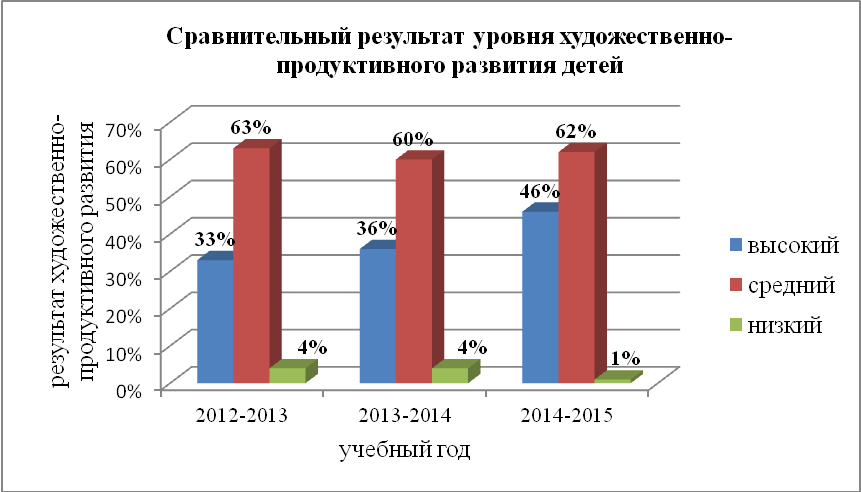 Сравнительный результат уровня художественно-
продуктивного развития детей
результат художественно-
продуктивного развития
70%
60%
50%
40%
30%
20%
10%
0%
33%
63%
4%
36%
60%
4%
46%
62%
1%
2012-2013
2013-2014
2014-2015
учебный год
высокий
средний
низкий